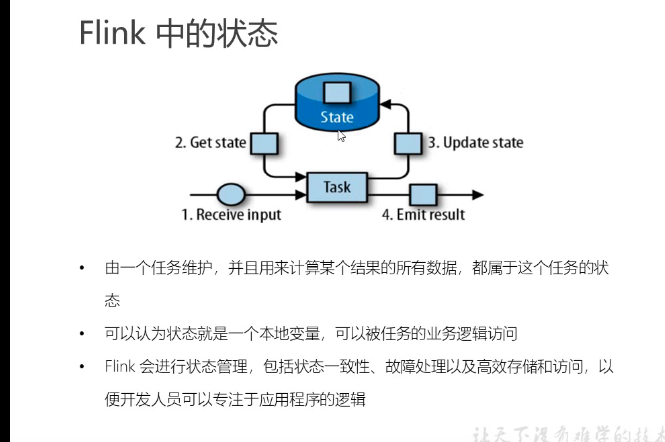 Flink 中的状态
State
2. Get state
3. Update state
Task
1. Receive input
4. Emit result
• 由一个任务维护，并且用来计算某个结果的所有数据，都属于这个任务的状
态
• 可以认为状态就是一个本地变量，可以被任务的业务逻辑访问
• Flink 会进行状态管理，包括状态一致性、故障处理以及高效存储和访问，以
便开发人员可以专注于应用程序的逻辑
让天下没有难学的技术